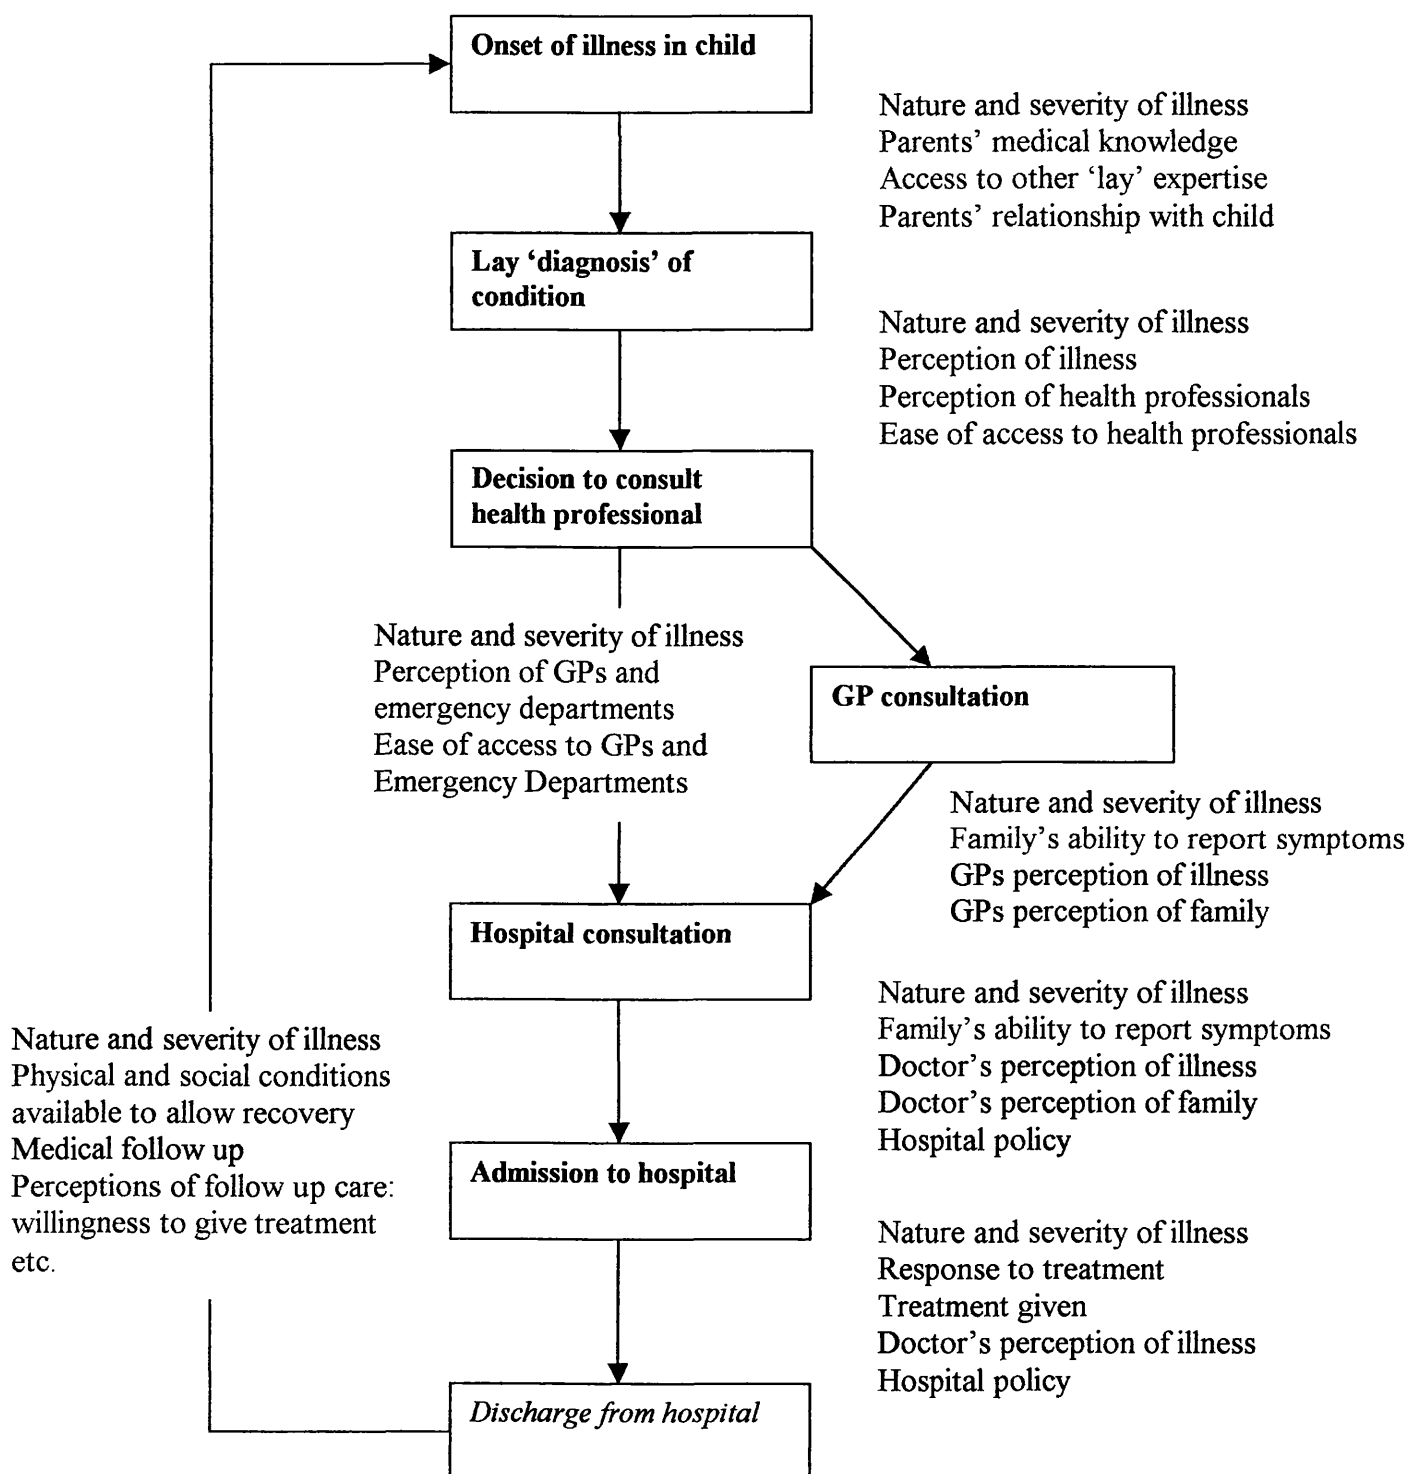 Onset of illness in child
Nature and severity of illness
Parents’ medical knowledge
Access to other ‘lay’ expertise
Parents’ relationship with child
Lay ‘diagnosis’ of
condition
Nature and severity of illness
Perception of illness
Perception of health professionals
Ease of access to health professionals
Decision to consult
health professional
Nature and severity of illness
Perception of GPs and
emergency departments
Ease of access to GPs and
Emergency Departments
GP consultation
Nature and severity of illness
Family’s ability to report symptoms
GPs perception of illness
GPs perception of family
Hospital consultation
Nature and severity of illness
Family’s ability to report symptoms
Doctor’s perception of illness
Doctor’s perception of family
Hospital policy
Nature and severity of illness
Physical and social conditions
available to allow recovery
Medical follow up
Perceptions of follow up care:
willingness to give treatment
etc.
Admission to hospital
Nature and severity of illness
Response to treatment
Treatment given
Doctor’s perception of illness
Hospital policy
Discharge from hospital